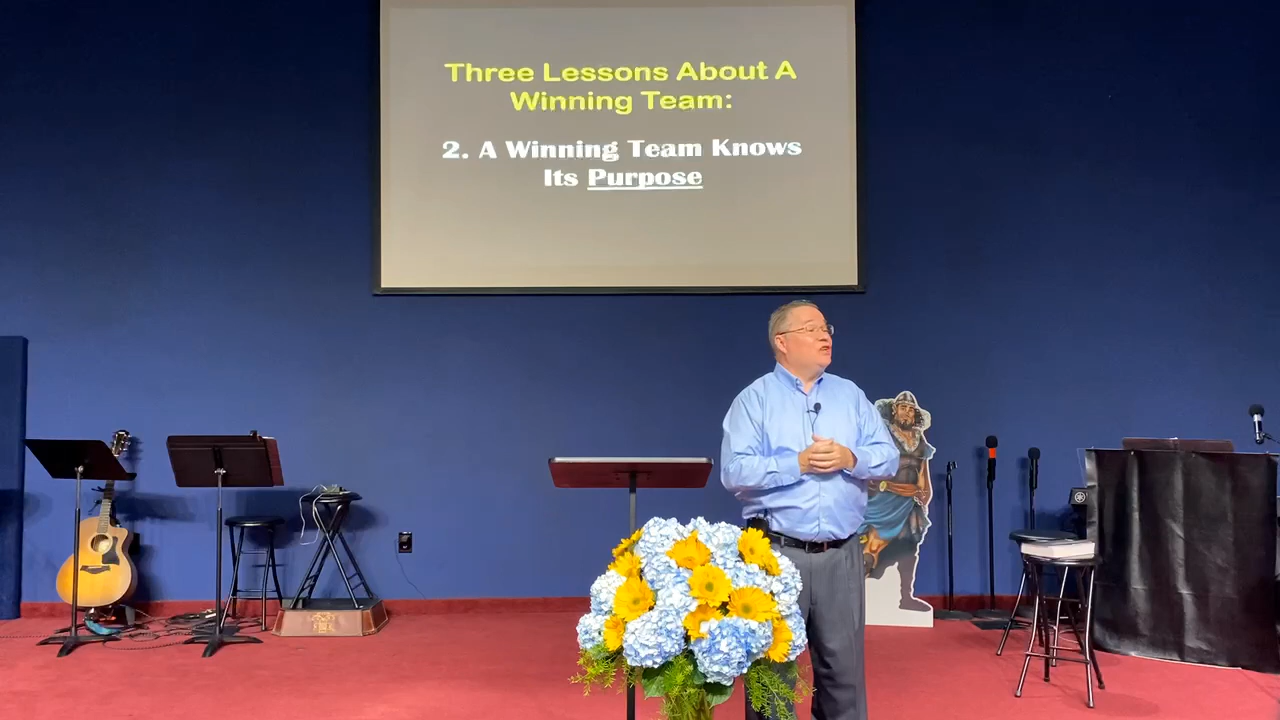 Three Lessons About A
Winning Team:
2. A Winning Team Knows
Its Purpose